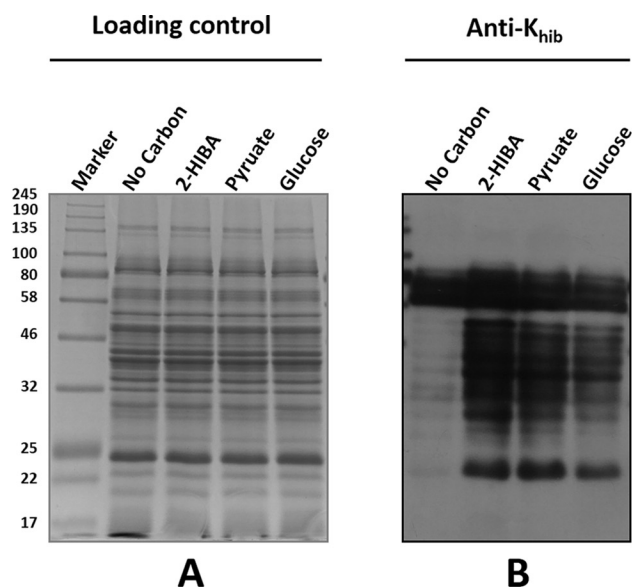 Loading control
Anti-Khib
Marker
No Carbon
2-HIBA
Pyruate
Glucose
No Carbon
2-HIBA
Pyruate
Glucose
245
190
135
100
80
58
46
32
25
22
17
A
B